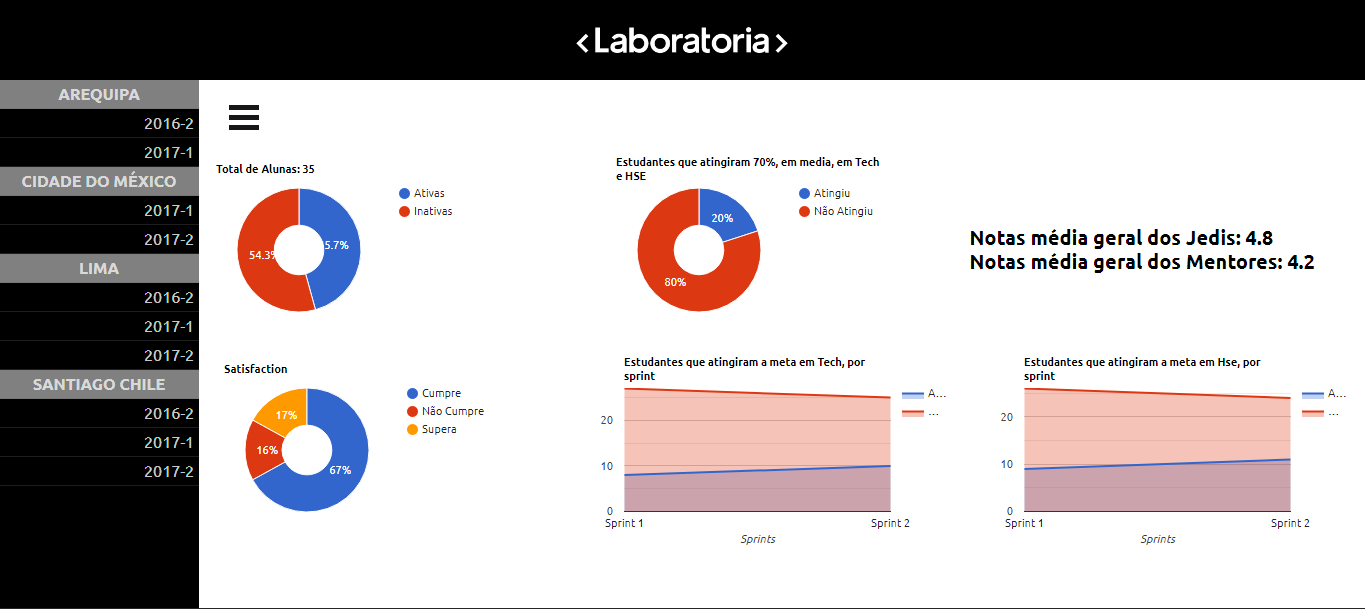 <Laboratoria>
AREQUIPA
2016-2
2017-1
CIDADE DO MÉXICO
2017-1
2017-2
LIMA
2016-2
2017-1
2017-2
SANTIAGO CHILE
2016-2
2017-1
2017-2
Total de Alunas: 35
Ativas
Inativas
54.3%
5.7%
Estudantes que atingiram 70%, em media, em Tech
e HSE
Atingiu
Não Atingiu
20%
80%
Notas média geral dos Jedis: 4.8
Notas média geral dos Mentores: 4.2
Satisfaction
Cumpre
Não Cumpre
Supera
17%
16%
67%
Estudantes que atingiram a meta em Tech, por
sprint
A...
...
20
10
0
Sprint 1
Sprint 2
Sprints
Estudantes que atingiram a meta em Hse, por
sprint
A...
...
20
10
0
Sprint 1
Sprint 2
Sprints